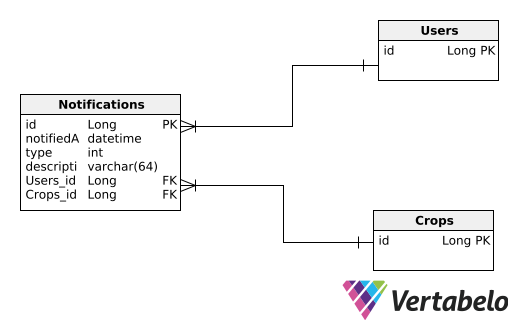 Users
id Long PK
Notifications
id Long PK
notifiedA datetime
type int
descripti varchar(64)
Users_id Long FK
Crops_id Long FK
Crops
id Long PK
Vertabelo